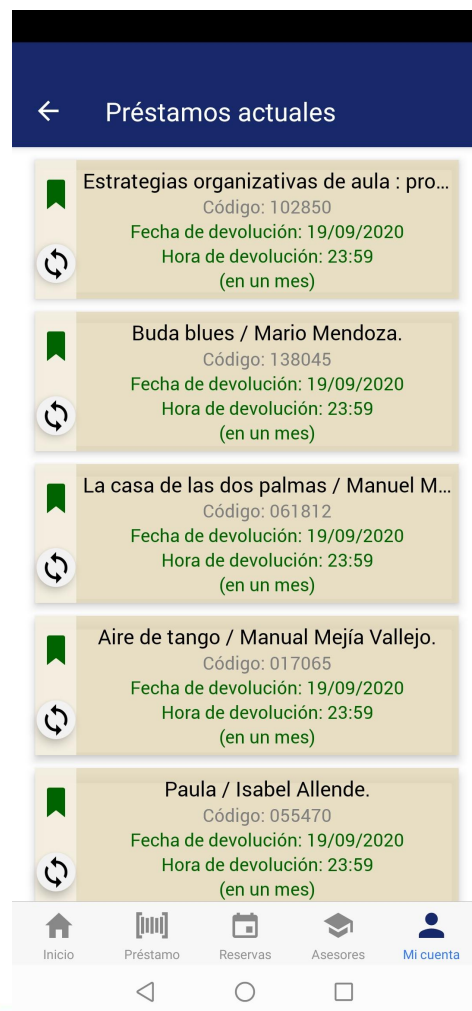 Préstamos actuales
Estrategias organizativas de aula : pro...
Código: 102850
Fecha de devolución: 19/09/2020
Hora de devolución: 23:59
(en un mes)
Buda blues / Mario Mendoza.
Código: 138045
Fecha de devolución: 19/09/2020
Hora de devolución: 23:59
(en un mes)
La casa de las dos palmas / Manuel M...
Código: 061812
Fecha de devolución: 19/09/2020
Hora de devolución: 23:59
(en un mes)
Aire de tango / Manual Mejía Vallejo.
Código: 017065
Fecha de devolución: 19/09/2020
Hora de devolución: 23:59
(en un mes)
Paula / Isabel Allende.
Código: 055470
Fecha de devolución: 19/09/2020
Hora de devolución: 23:59
(en un mes)
Inicio Préstamo Reservas Asesores Mi cuenta